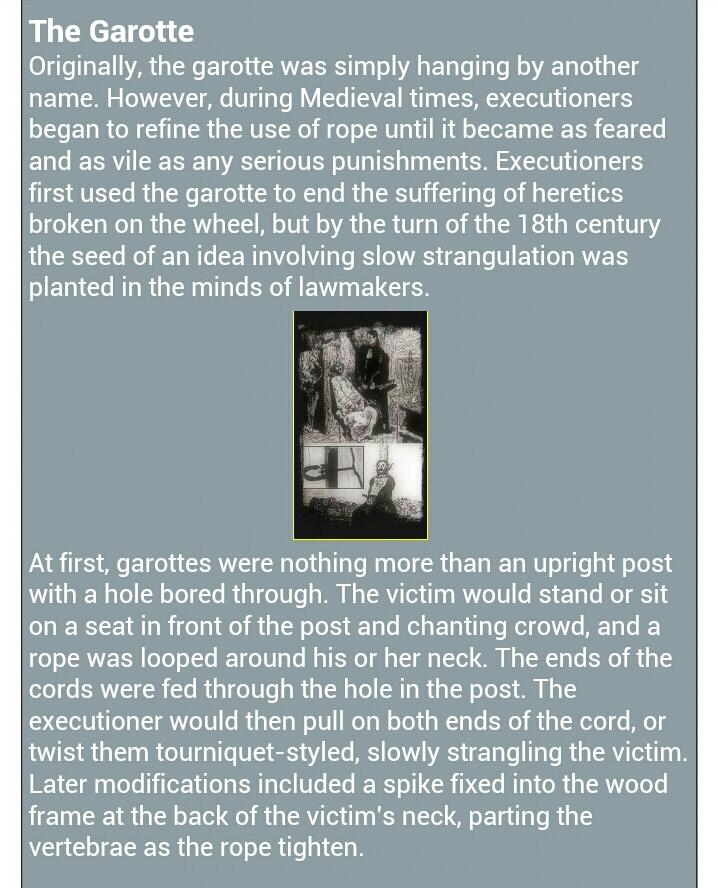 The Garotte
Originally, the garotte was simply hanging by another
name. However, during Medieval times, executioners
began to refine the use of rope until it became as feared
and as vile as any serious punishments. Executioners
first used the garotte to end the suffering of heretics
broken on the wheel, but by the turn of the 18th century
the seed of an idea involving slow strangulation was
planted in the minds of lawmakers.
At first, garottes were nothing more than an upright post
with a hole bored through. The victim would stand or sit
on a seat in front of the post and chanting crowd, and a
rope was looped around his or her neck. The ends of the
cords were fed through the hole in the post. The
executioner would then pull on both ends of the cord, or
twist them tourniquet-styled, slowly strangling the victim.
Later modifications included a spike fixed into the wood
frame at the back of the victim's neck, parting the
vertebrae as the rope tighten.